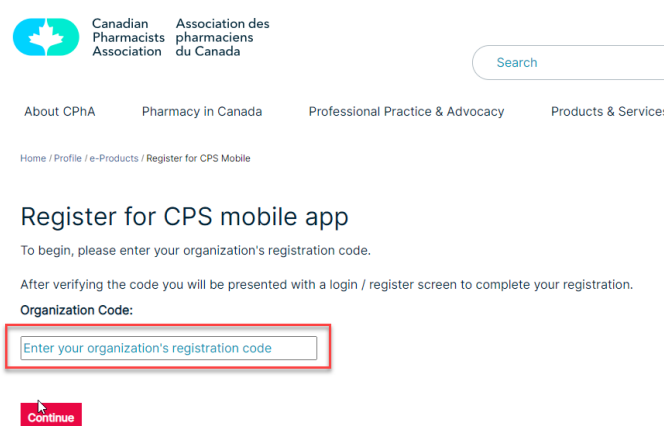 Canadian Pharmacists Association
Association des pharmaciens du Canada
Search
About CPhA Pharmacy in Canada Professional Practice & Advocacy Products & Services
Home / Profile / e-Products / Register for CPS Mobile
Register for CPS mobile app
To begin, please enter your organization's registration code.
After verifying the code you will be presented with a login / register screen to complete your registration.
Organization Code:
Enter your organization's registration code
Continue